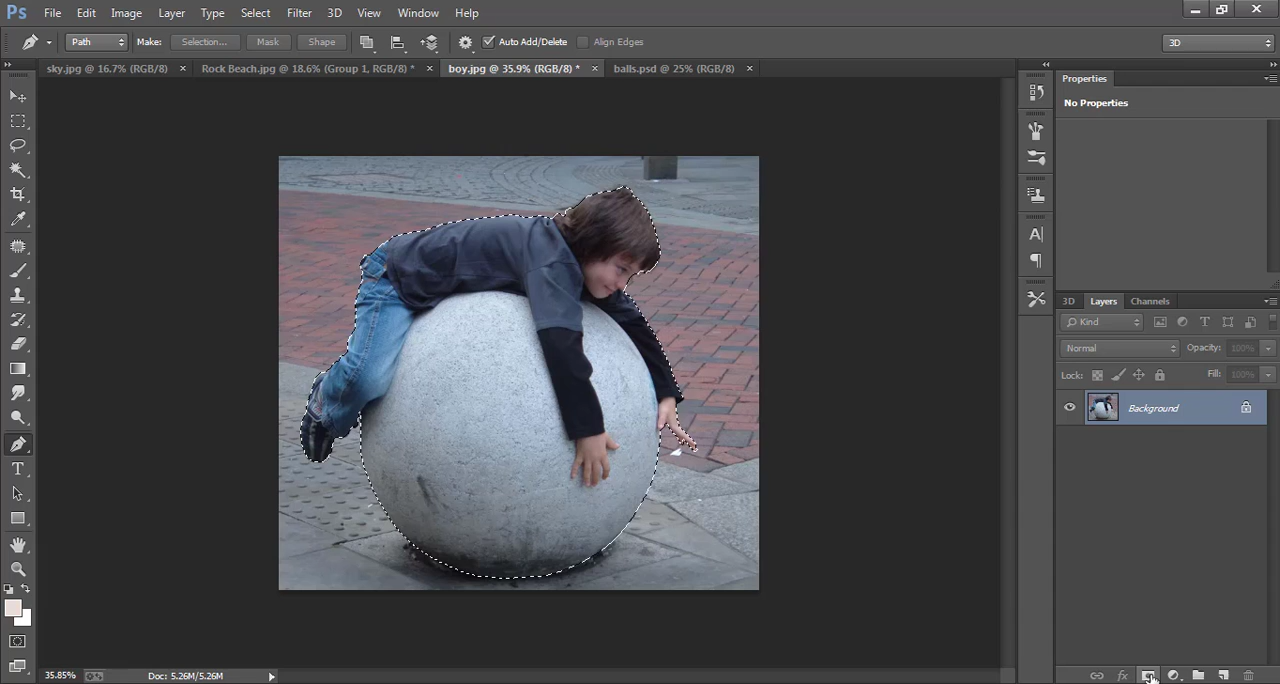 Ps File Edit Image Layer Type Select Filter 3D View Window Help
Path Make: Selection... Mask Shape Auto Add/Delete Align Edges 3D
sky.jpg @ 16.7% (RGB/8) × Rock Beach.jpg @ 18.6% (Group 1, RGB/8) * × boy.jpg @ 35.9% (RGB/8) * × balls.psd @ 25% (RGB/8) ×
Properties
No Properties
3D Layers Channels
Kind
Normal Opacity: 100%
Lock: Fill: 100%
Background
35.85% Doc: 5.26M/5.26M